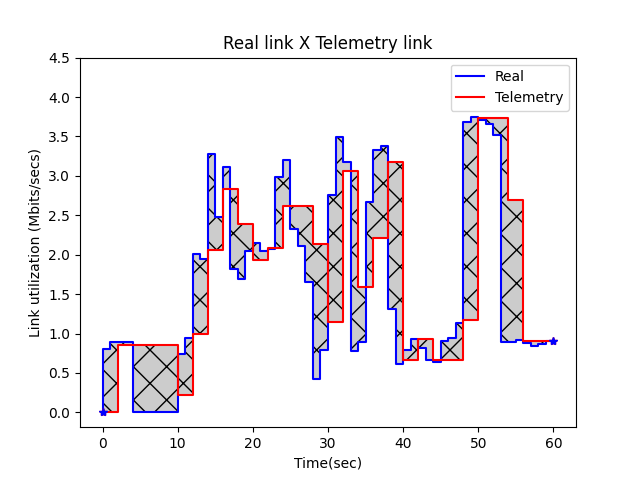 Real link X Telemetry link
Real
Telemetry
4.5
4.0
3.5
3.0
2.5
2.0
1.5
1.0
0.5
0.0
Link utilization (Mbits/secs)
0 10 20 30 40 50 60
Time(sec)